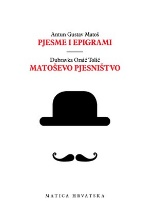 Antun Gustav Matoš
PJESME I EPIGRAMI
Dubravka Oraić Tolić
MATOŠEVO PJESNIŠTVO
MATICA HRVATSKA